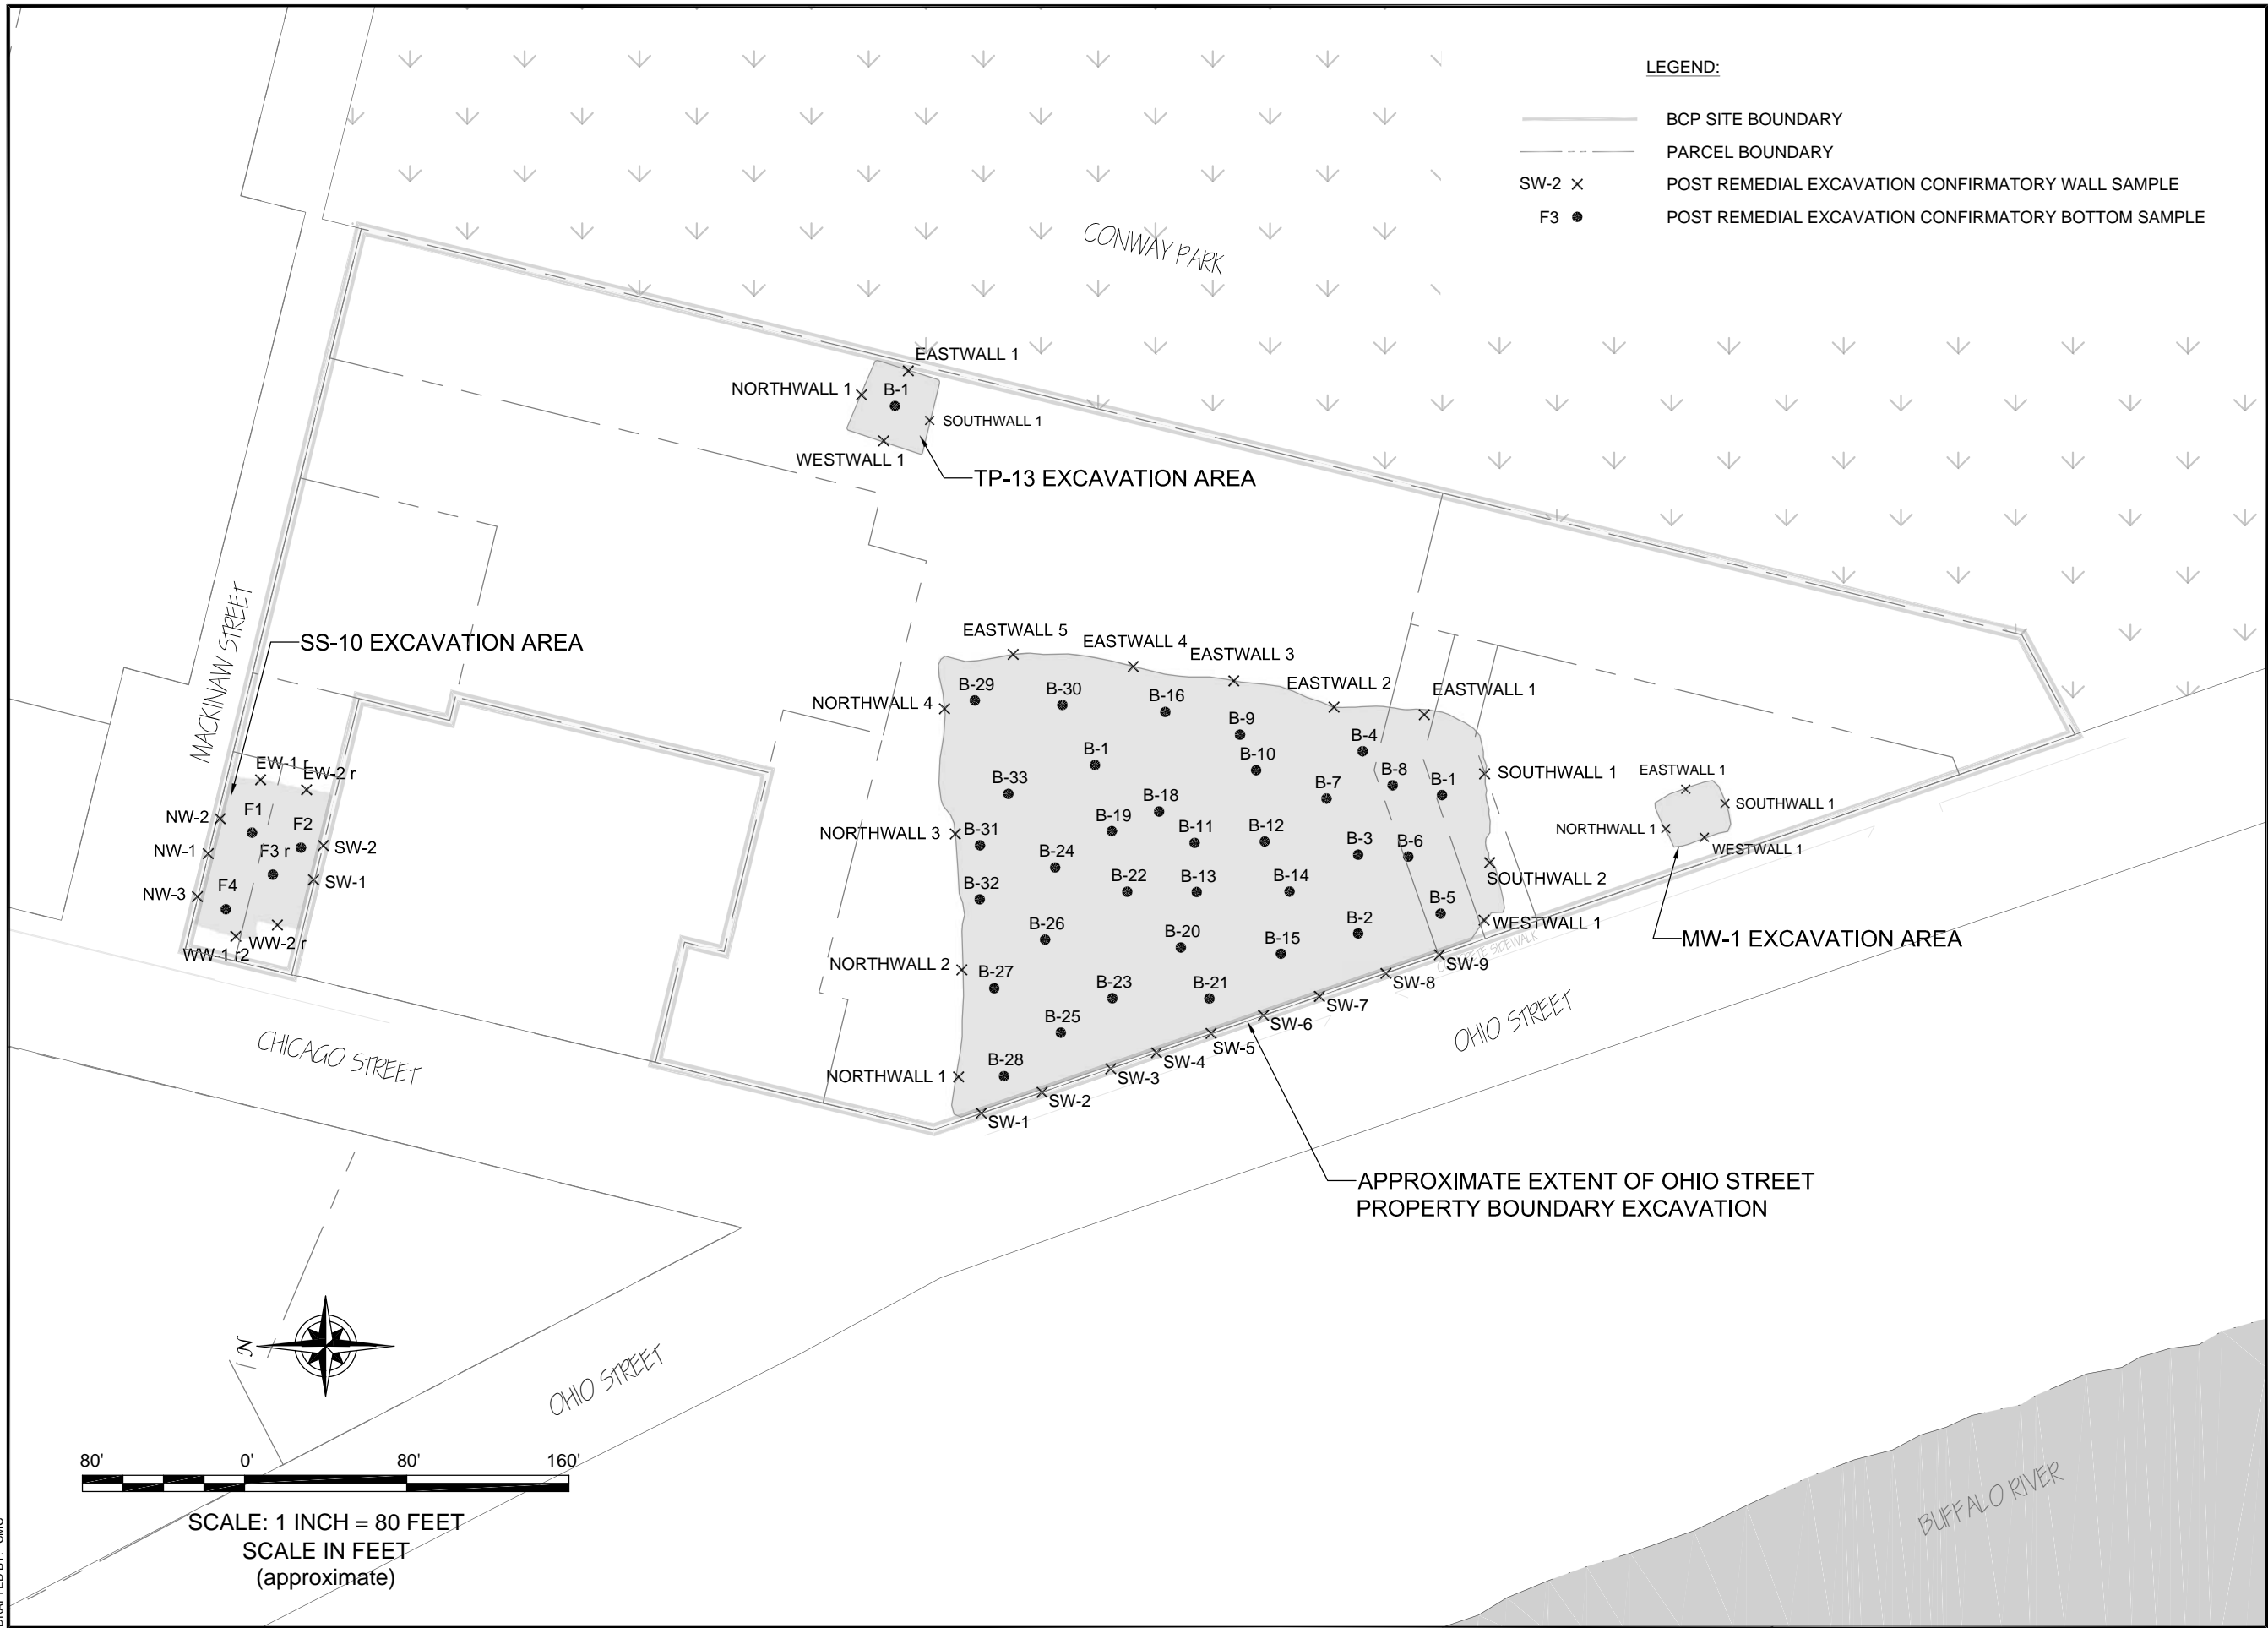 LEGEND:
BCP SITE BOUNDARY
PARCEL BOUNDARY
SW-2 POST REMEDIAL EXCAVATION CONFIRMATORY WALL SAMPLE
F3 POST REMEDIAL EXCAVATION CONFIRMATORY BOTTOM SAMPLE
CONWAY PARK
EASTWALL 1
NORTHWALL 1
B-1
SOUTHWALL 1
WESTWALL 1
TP-13 EXCAVATION AREA
MACKINAW STREET
SS-10 EXCAVATION AREA
EW-1 r
EW-2 r
NW-2
F1
F2
NW-1
F3 r
SW-2
F4
SW-1
NW-3
WW-2 r
WW-1 r2
EASTWALL 5
EASTWALL 4
EASTWALL 3
EASTWALL 2
EASTWALL 1
NORTHWALL 4
B-29
B-30
B-16
B-9
B-4
B-1
B-10
B-33
B-7
B-8
B-1
SOUTHWALL 1
B-18
B-19
B-11
B-12
NORTHWALL 3
B-31
B-24
B-3
B-6
B-32
B-22
B-13
B-14
SOUTHWALL 2
B-5
B-26
B-20
B-2
WESTWALL 1
B-15
NORTHWALL 2
B-27
B-23
B-21
B-25
NORTHWALL 1
B-28
SW-1
SW-2
SW-3
SW-4
SW-5
SW-6
SW-7
SW-8
SW-9
SIDEWALK
EASTWALL 1
SOUTHWALL 1
NORTHWALL 1
WESTWALL 1
MW-1 EXCAVATION AREA
CHICAGO STREET
OHIO STREET
APPROXIMATE EXTENT OF OHIO STREET
PROPERTY BOUNDARY EXCAVATION
N
OHIO STREET
BUFFALO RIVER
80' 0' 80' 160'
SCALE: 1 INCH = 80 FEET
SCALE IN FEET
(approximate)